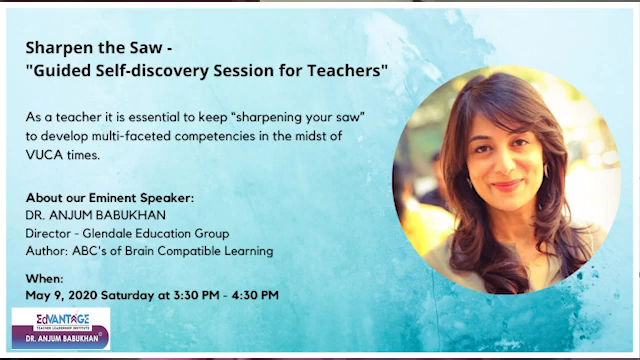 Sharpen the Saw -
"Guided Self-discovery Session for Teachers"
As a teacher it is essential to keep "sharpening your saw"
to develop multi-faceted competencies in the midst of
VUCA times.
About our Eminent Speaker:
DR. ANJUM BABUKHAN
Director - Glendale Education Group
Author: ABC's of Brain Compatible Learning
When:
May 9, 2020 Saturday at 3:30 PM - 4:30 PM
EDVANTAGE
TEACHER LEADERSHIP INSTITUTE
DR. ANJUM BABUKHAN©